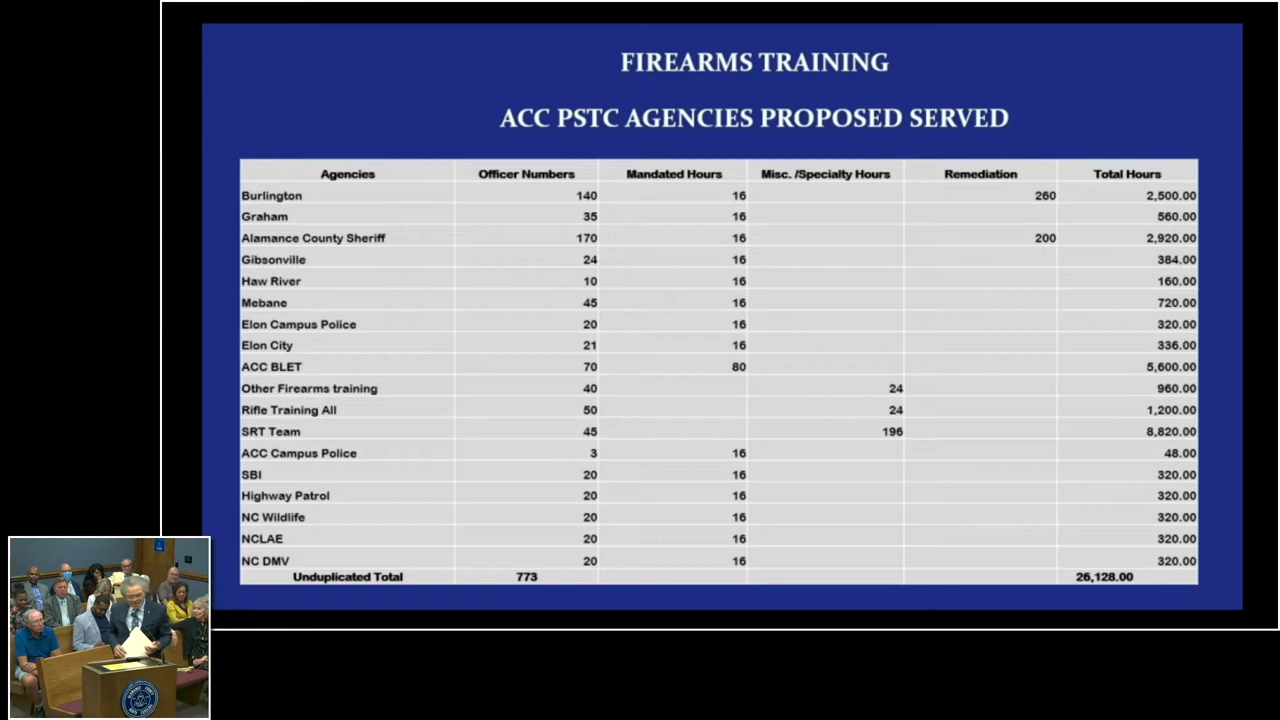 FIREARMS TRAINING
ACC PSTC AGENCIES PROPOSED SERVED
Agencies Officer Numbers Mandated Hours Misc. /Specialty Hours Remediation Total Hours
Burlington 140 16 260 2,500.00
Graham 35 16 560.00
Alamance County Sheriff 170 16 200 2,920.00
Gibsonville 24 16 384.00
Haw River 10 16 160.00
Mebane 45 16 720.00
Elon Campus Police 20 16 320.00
Elon City 21 16 336.00
ACC BLET 70 80 5,600.00
Other Firearms training 40 24 960.00
Rifle Training All 50 24 1,200.00
SRT Team 45 196 8,820.00
ACC Campus Police 3 16 48.00
SBI 20 16 320.00
Highway Patrol 20 16 320.00
NC Wildlife 20 16 320.00
NCLAE 20 16 320.00
NC DMV 20 16 320.00
Unduplicated Total 773 26,128.00